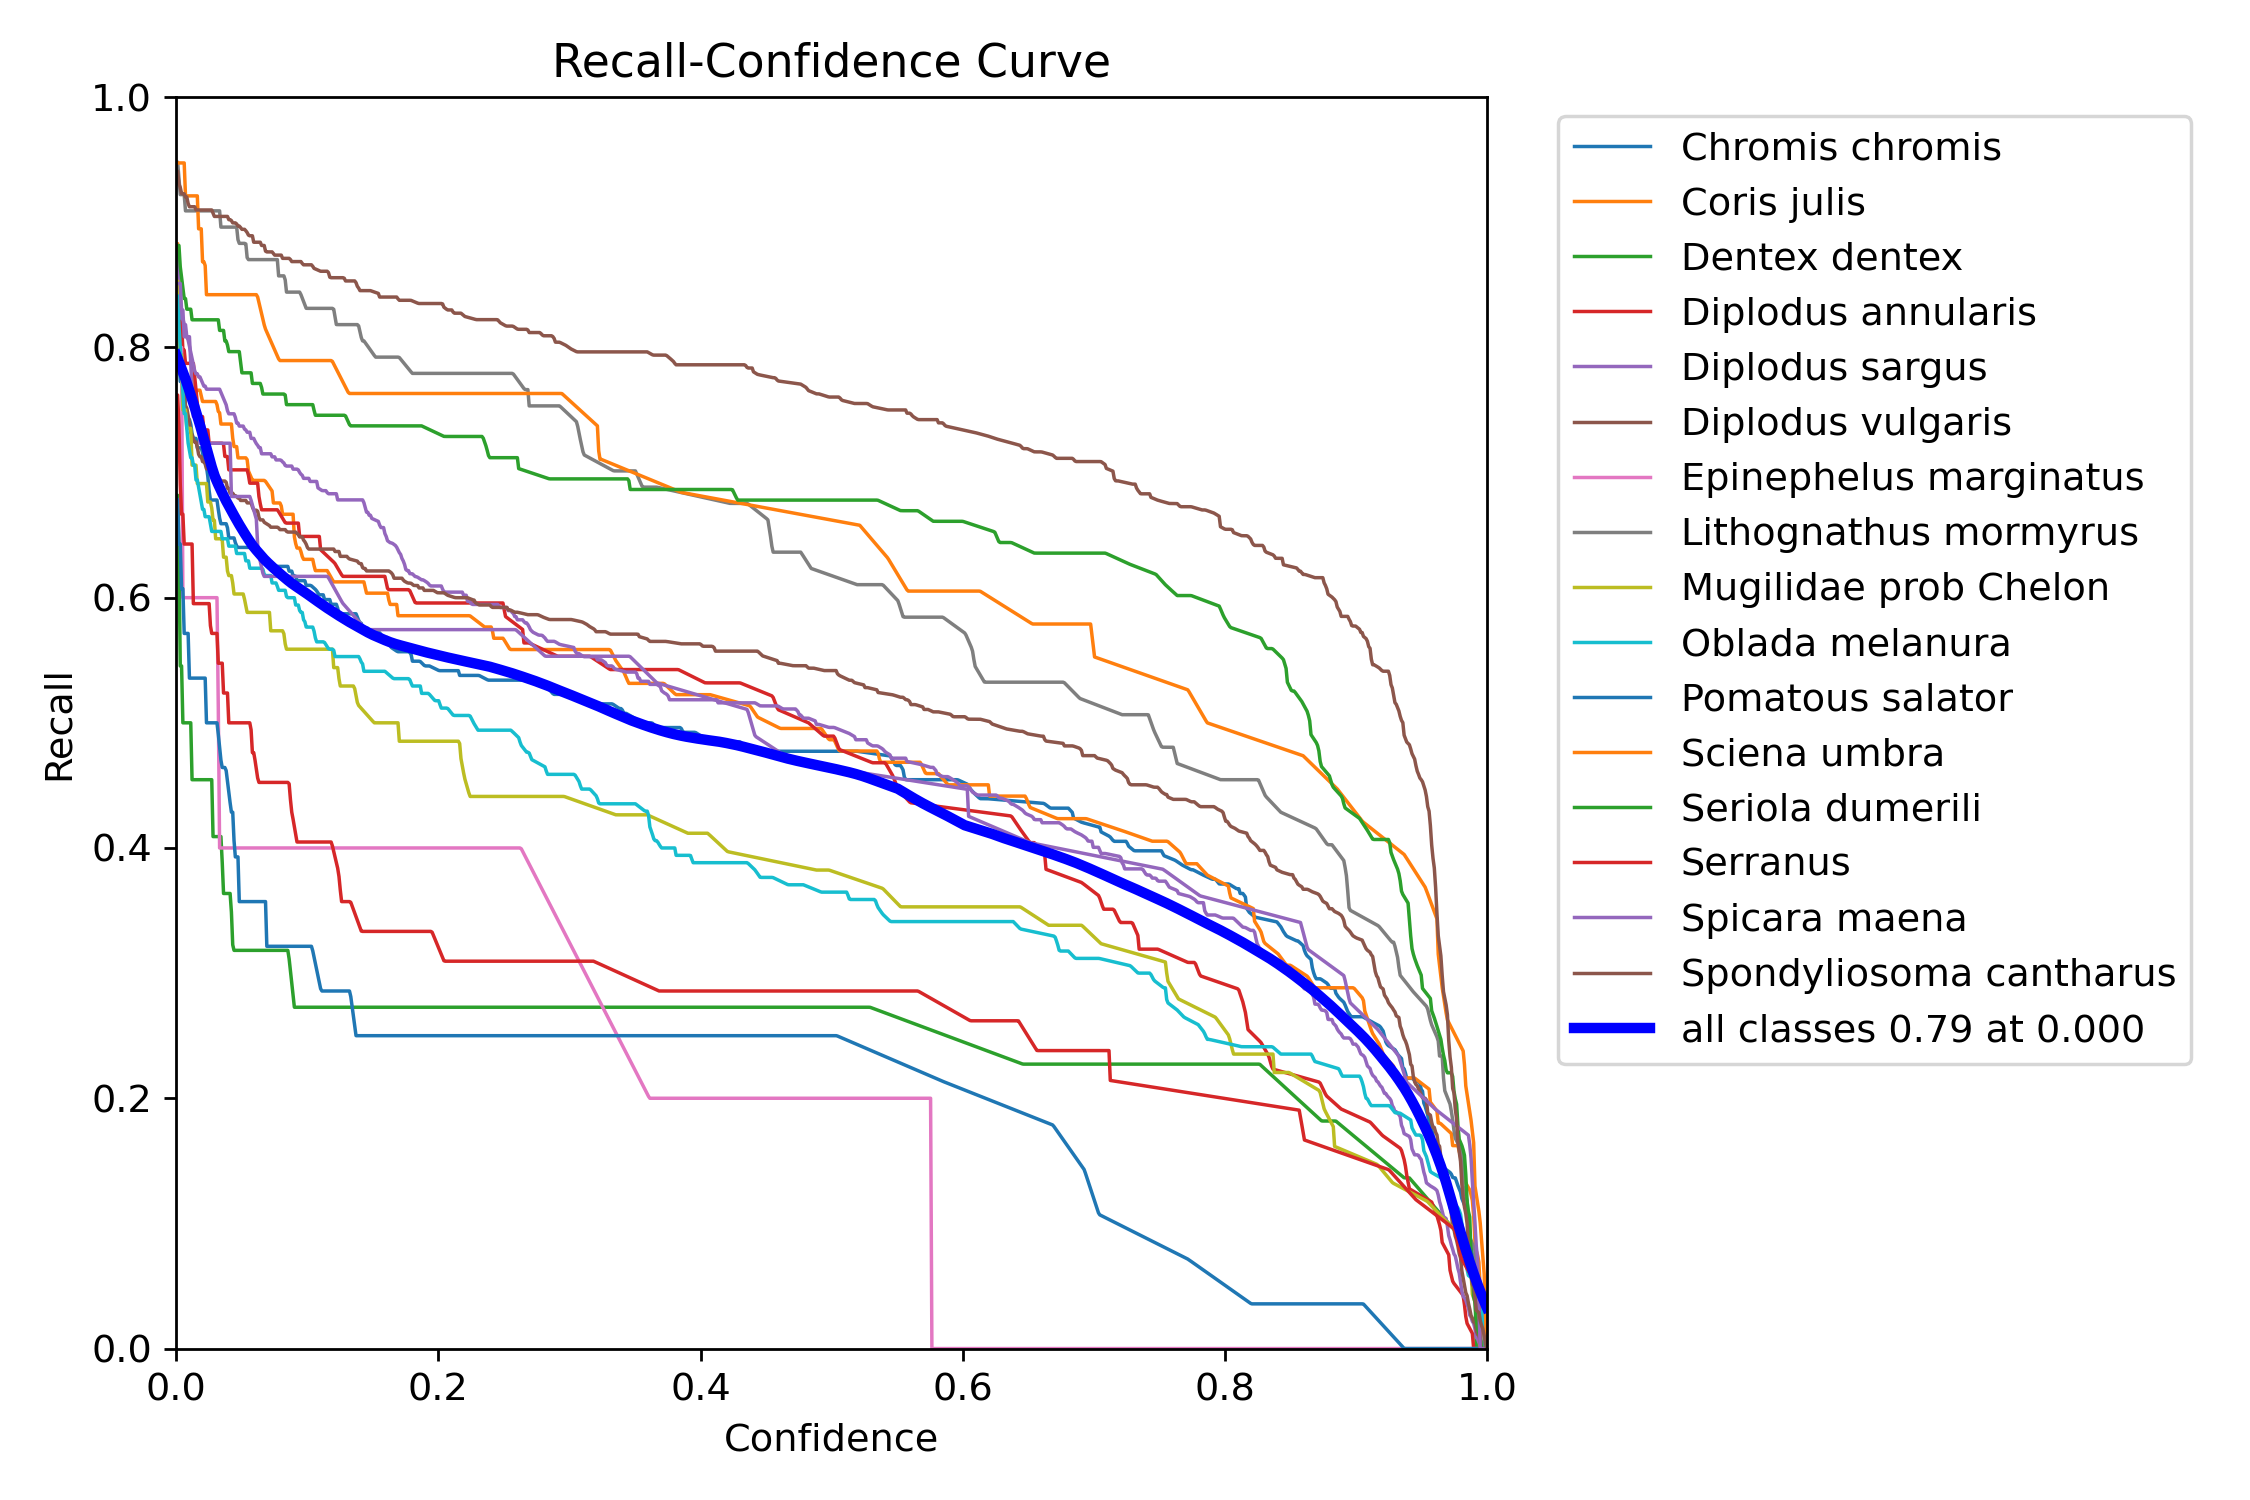 Recall-Confidence Curve
1.0
0.8
0.6
0.4
0.2
0.0
Recall
0.0 0.2 0.4 0.6 0.8 1.0
Confidence
Chromis chromis
Coris julis
Dentex dentex
Diplodus annularis
Diplodus sargus
Diplodus vulgaris
Epinephelus marginatus
Lithognathus mormyrus
Mugilidae prob Chelon
Oblada melanura
Pomatous salator
Sciena umbra
Seriola dumerili
Serranus
Spicara maena
Spondyliosoma cantharus
all classes 0.79 at 0.000